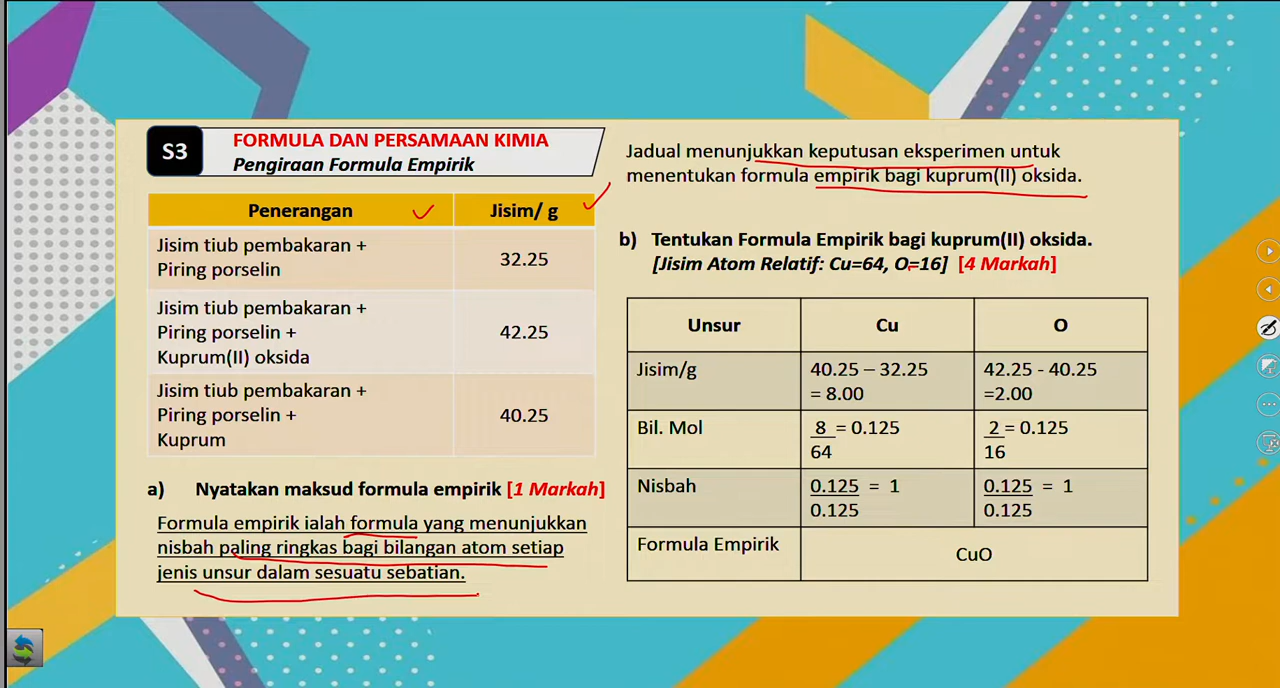 S3
FORMULA DAN PERSAMAAN KIMIA
Pengiraan Formula Empirik
Penerangan Jisim/ g
Jisim tiub pembakaran +
Piring porselin
32.25
Jisim tiub pembakaran +
Piring porselin +
Kuprum(II) oksida
42.25
Jisim tiub pembakaran +
Piring porselin +
Kuprum
40.25
a) Nyatakan maksud formula empirik [1 Markah]
Formula empirik ialah formula yang menunjukkan
nisbah paling ringkas bagi bilangan atom setiap
jenis unsur dalam sesuatu sebatian.
Jadual menunjukkan keputusan eksperimen untuk
menentukan formula empirik bagi kuprum(II) oksida.
b) Tentukan Formula Empirik bagi kuprum(II) oksida.
[Jisim Atom Relatif: Cu=64, O=16] [4 Markah]
Unsur Cu O
Jisim/g
40.25 – 32.25
= 8.00
42.25 - 40.25
=2.00
Bil. Mol
8 = 0.125
64
2 = 0.125
16
Nisbah
0.125 = 1
0.125
0.125 = 1
0.125
Formula Empirik
CuO